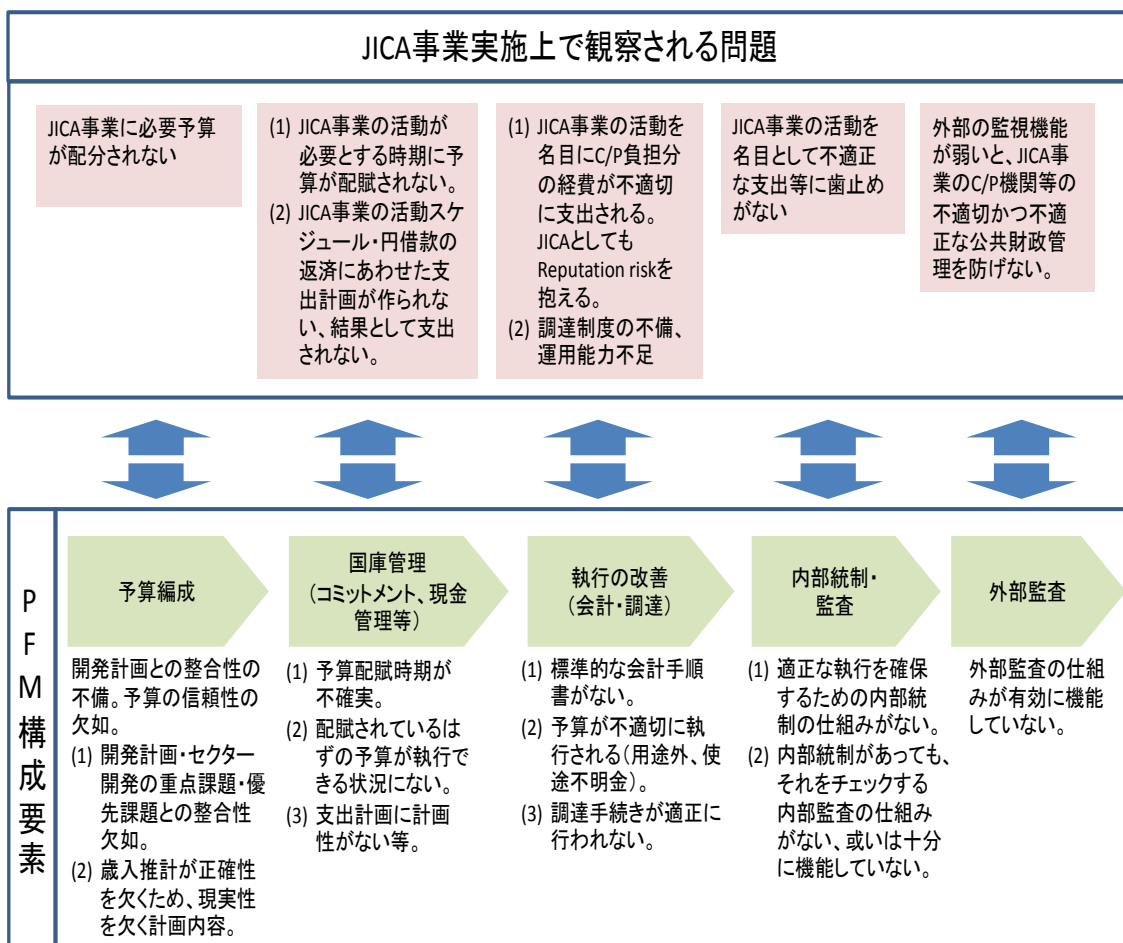 JICA事業実施上で観察される問題
JICA事業に必要予算
が配分されない
(1) JICA事業の活動が
必要とする時期に予
算が配賦されない。
(2) JICA事業の活動スケ
ジュール・円借款の
返済にあわせた支
出計画が作られな
い、結果として支出
されない。
(1) JICA事業の活動を
名目にC/P負担分
の経費が不適切
に支出される。
JICAとしても
Reputation riskを
抱える。
(2) 調達制度の不備、
運用能力不足
JICA事業の活動を
名目として不適正
な支出等に歯止め
がない
外部の監視機能
が弱いと、JICA事
業のC/P機関等の
不適切かつ不適
正な公共財政管
理を防げない。
PFM構成要素
予算編成
開発計画との整合性の
不備。予算の信頼性の
欠如。
(1) 開発計画・セクター
開発の重点課題・優
先課題との整合性
欠如。
(2) 歳入推計が正確性
を欠くため、現実性
を欠く計画内容。
国庫管理
(コミットメント、現金
管理等)
(1) 予算配賦時期が
不確実。
(2) 配賦されているは
ずの予算が執行で
きる状況にない。
(3) 支出計画に計画
性がない等。
執行の改善
(会計・調達)
(1) 標準的な会計手順
書がない。
(2) 予算が不適切に執
行される(用途外、使
途不明金)。
(3) 調達手続きが適正に
行われない。
内部統制・
監査
(1) 適正な執行を確保
するための内部統
制の仕組みがない。
(2) 内部統制があっても、
それをチェックする
内部監査の仕組み
がない、或いは十分
に機能していない。
外部監査
外部監査の仕組
みが有効に機能
していない。